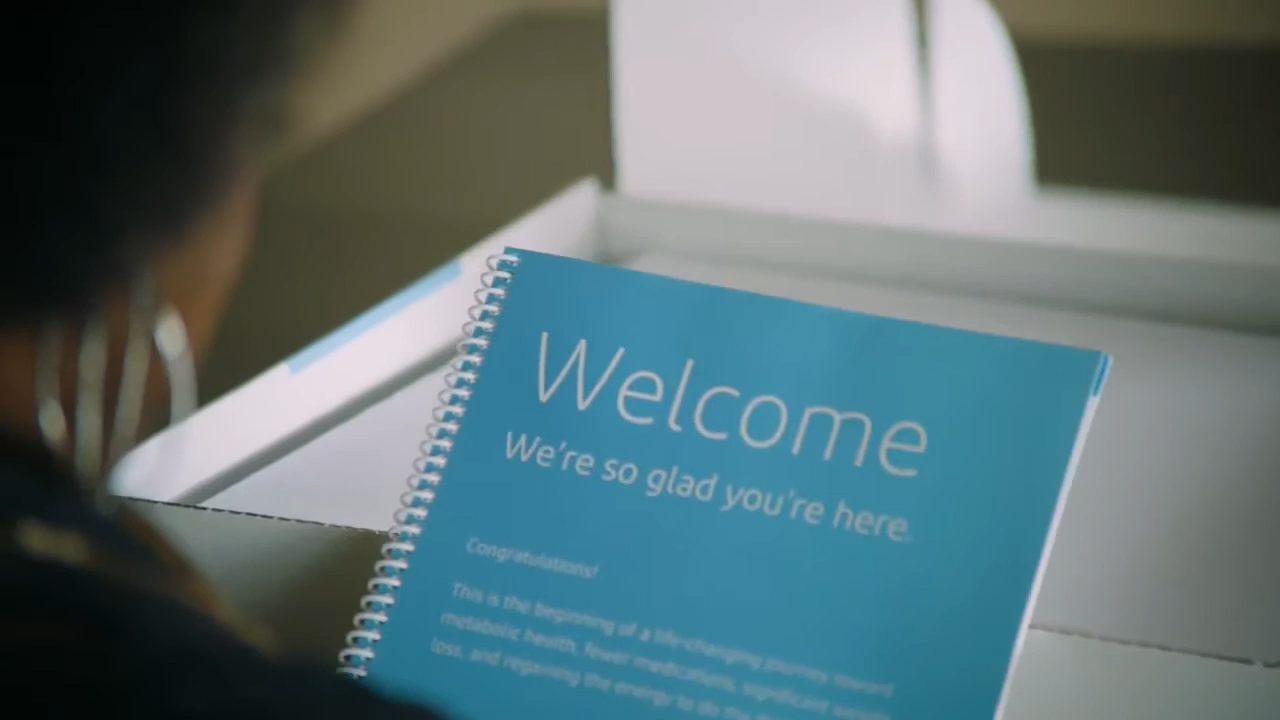 Welcome
We're so glad you're here.
Congratulations!
This is the beginning of a life-changing journey toward
metabolic health, fewer medications, significant weight
loss, and regaining the energy to do